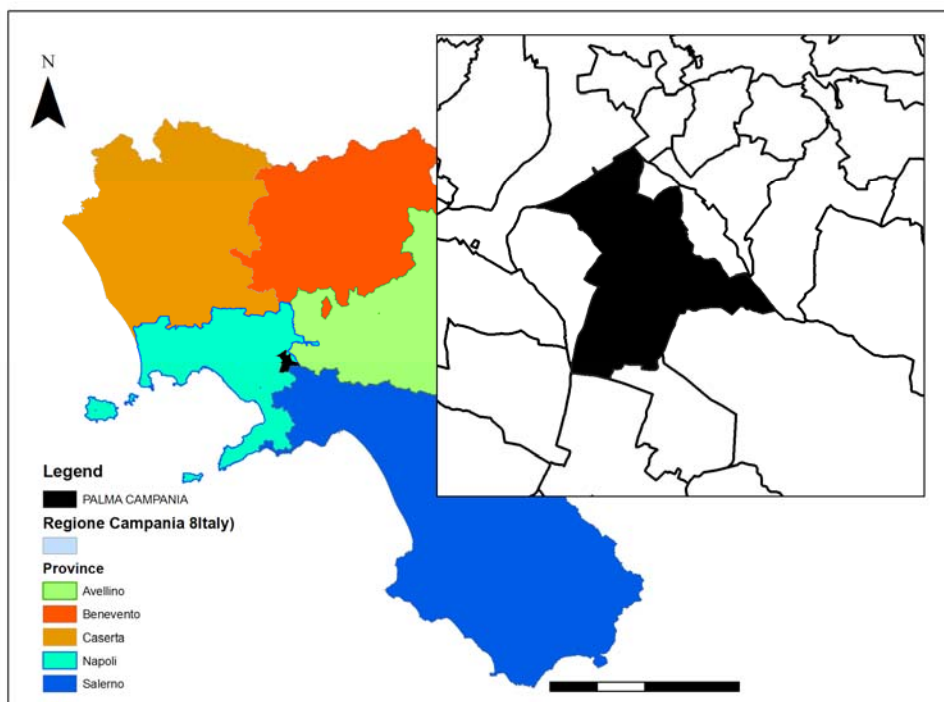 N
Legend
PALMA CAMPANIA
Regione Campania 8Italy)
Province
Avellino
Benevento
Caserta
Napoli
Salerno